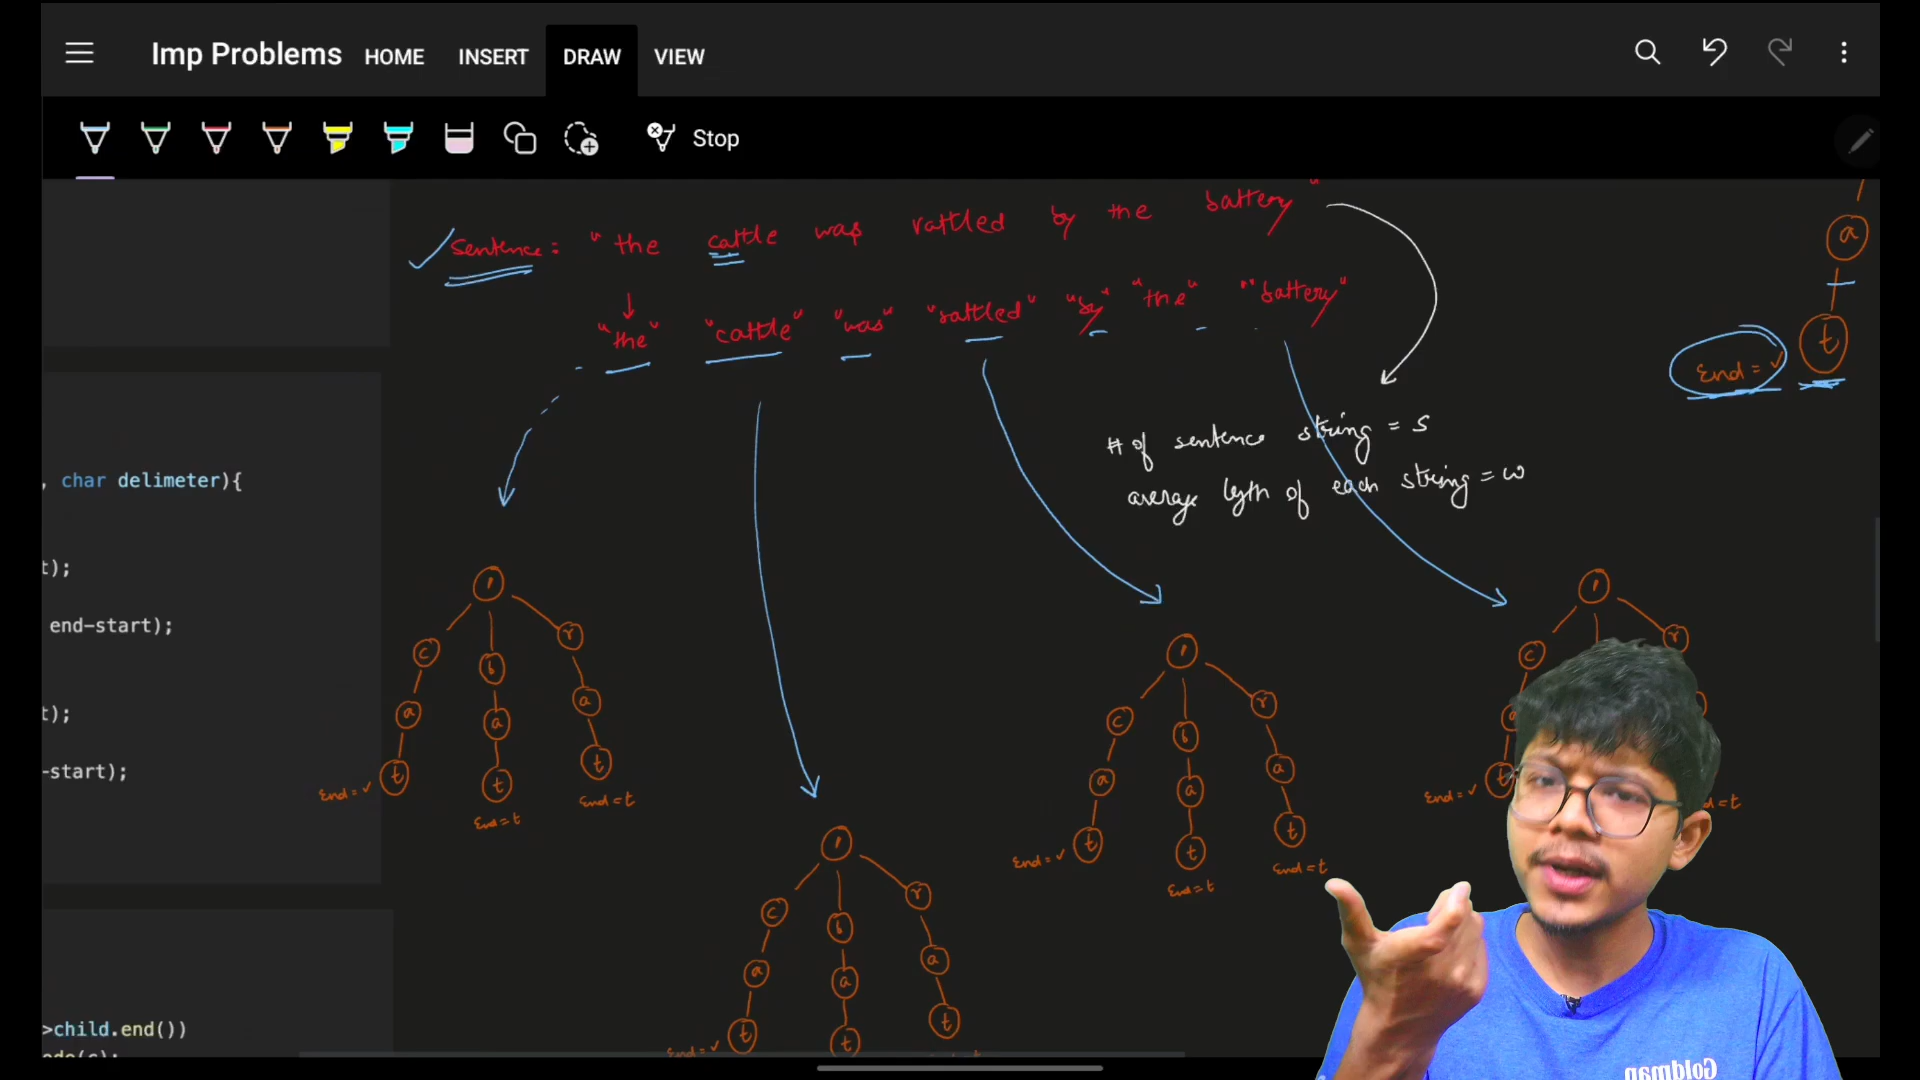 Imp Problems HOME INSERT DRAW VIEW
Stop
Sentence: "the cattle was rattled by the battery"
"the" "cattle" "was" "rattled" "by" "the" "battery"
# of sentence string = s
average of each string = w
, char delimeter){
t);
end-start);
t);
-start);
>child.end())
a
t
End = ✓
c b r
a a a
t t t
End = ✓ End = t End = t
c b r
a a a
t t t
End = ✓
c b r
a a a
t t t
End = ✓ End = t End = t
c r
t
End = ✓ d = t
Goldman